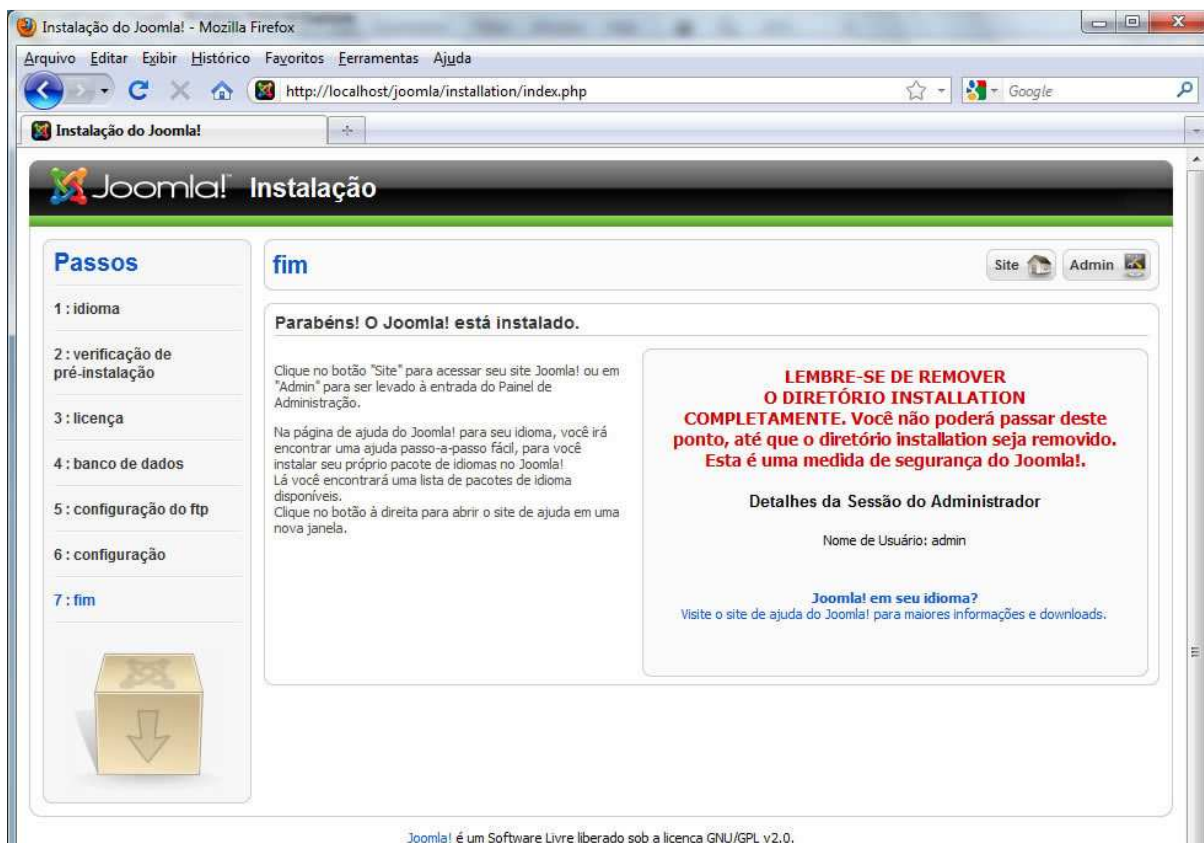 Instalação do Joomla! - Mozilla Firefox
Arquivo Editar Exibir Histórico Favoritos Ferramentas Ajuda
http://localhost/joomla/installation/index.php
Google
Instalação do Joomla!
Joomla! Instalação
Passos
1 : idioma
2 : verificação de
pré-instalação
3 : licença
4 : banco de dados
5 : configuração do ftp
6 : configuração
7 : fim
fim
Site
Admin
Parabéns! O Joomla! está instalado.
Clique no botão "Site" para acessar seu site Joomla! ou em
"Admin" para ser levado à entrada do Painel de
Administração.
Na página de ajuda do Joomla! para seu idioma, você irá
encontrar uma ajuda passo-a-passo fácil, para você
instalar seu próprio pacote de idiomas no Joomla!
Lá você encontrará uma lista de pacotes de idioma
disponíveis.
Clique no botão à direita para abrir o site de ajuda em uma
nova janela.
LEMBRE-SE DE REMOVER
O DIRETÓRIO INSTALLATION
COMPLETAMENTE. Você não poderá passar deste
ponto, até que o diretório installation seja removido.
Esta é uma medida de segurança do Joomla!.
Detalhes da Sessão do Administrador
Nome de Usuário: admin
Joomla! em seu idioma?
Visite o site de ajuda do Joomla! para maiores informações e downloads.
Joomla! é um Software Livre liberado sob a licença GNU/GPL v2.0.